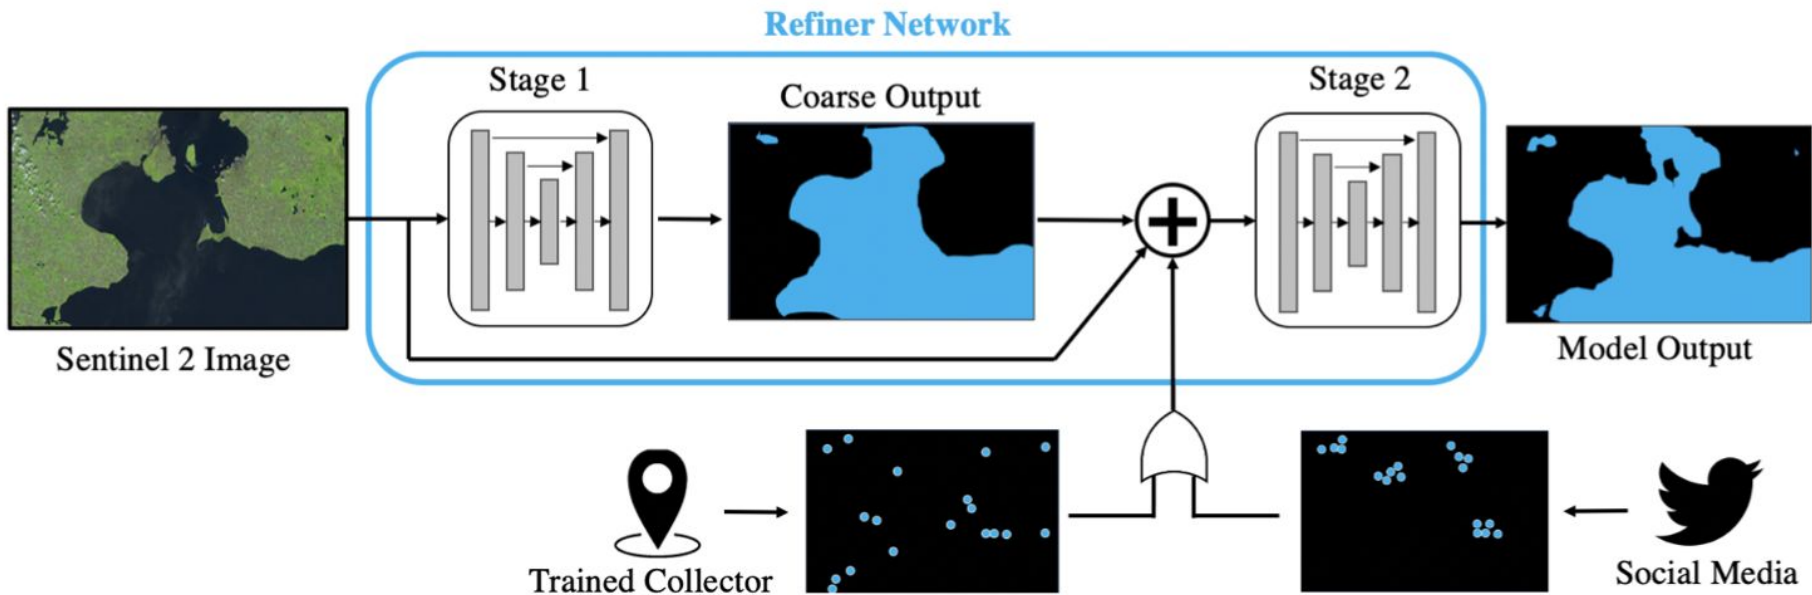 Refiner Network
Stage 1
Coarse Output
Stage 2
Sentinel 2 Image
Model Output
Trained Collector
Social Media